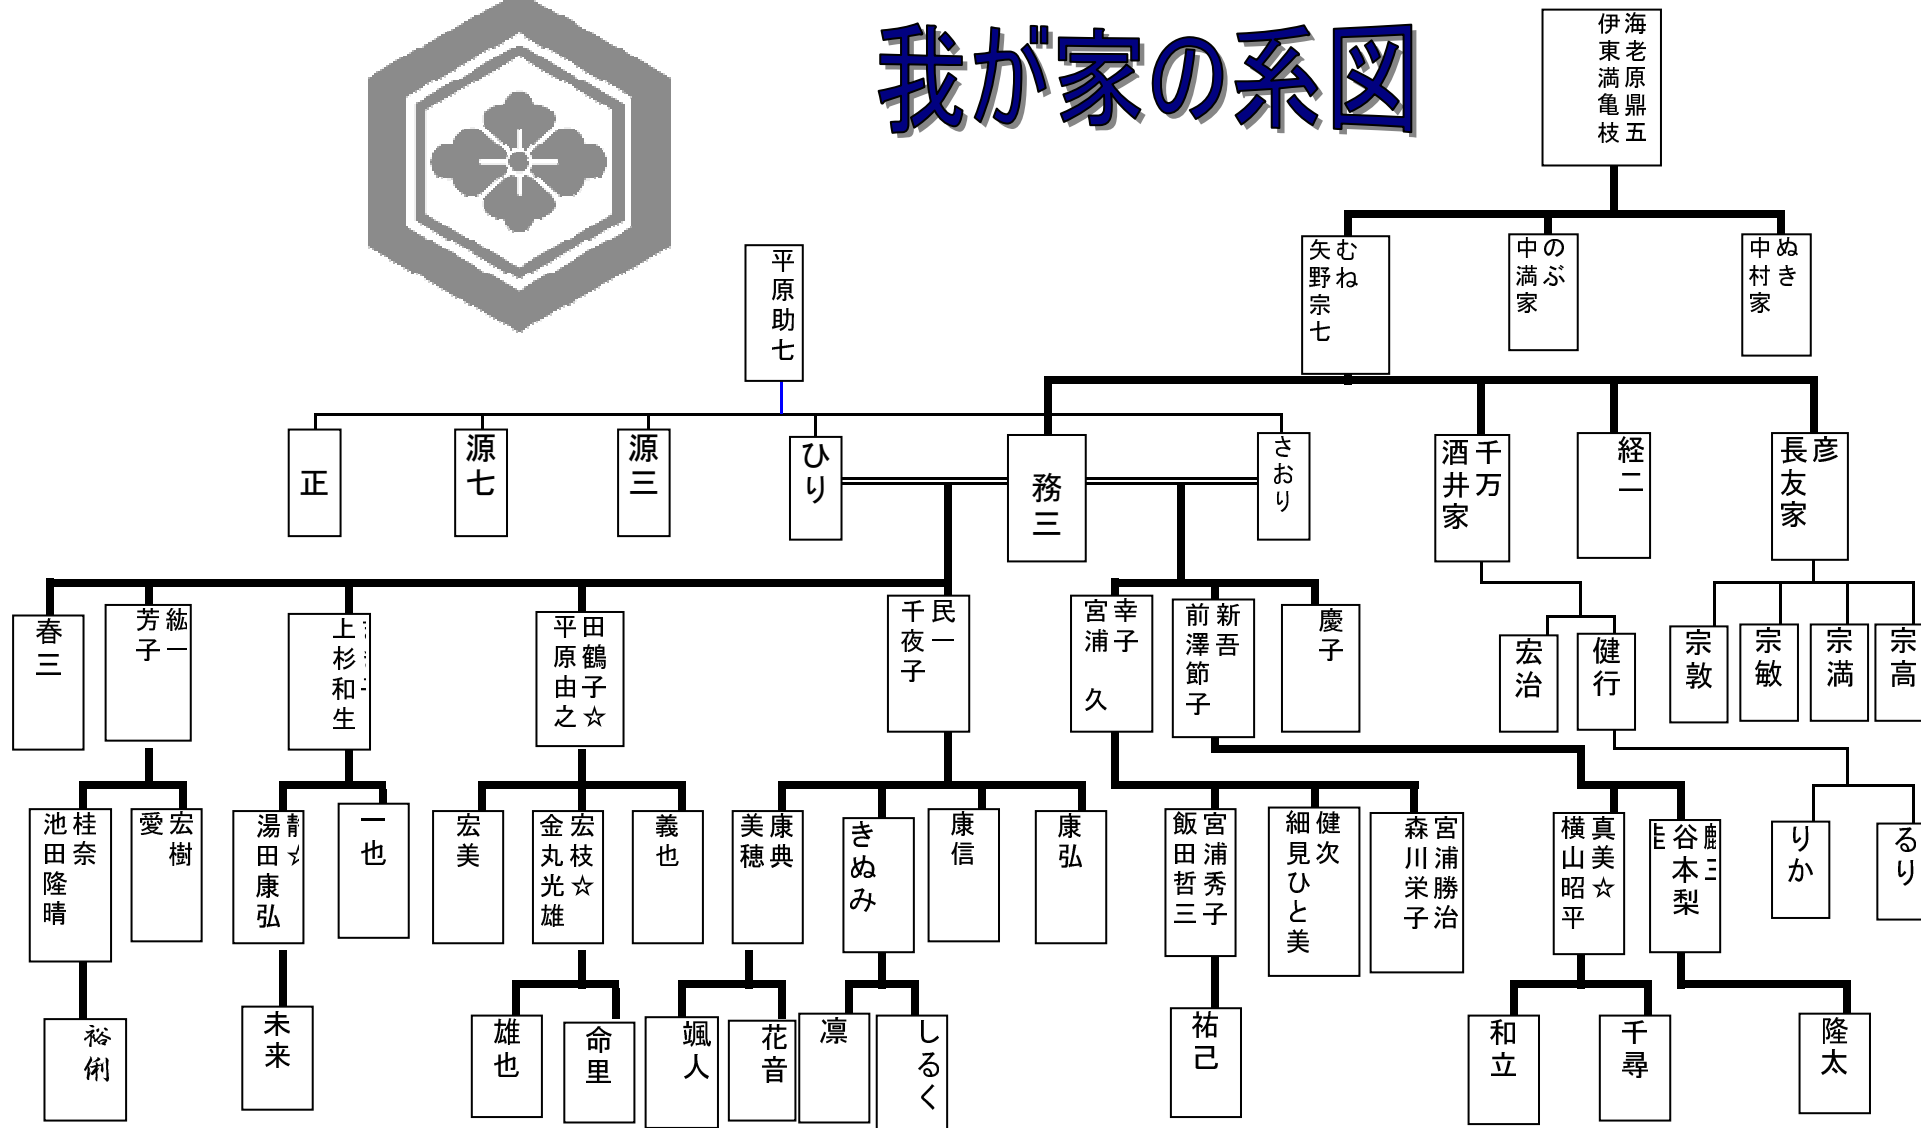 我が家の系図
海老原鼎五
伊東満亀枝
むね
矢野宗七
のぶ
中満家
ぬき
中村家
平原助七
正
源七
源三
ひり
務三
さおり
千万
酒井家
経二
彦
長友家
春三
紘一
芳子
上杉和生
田鶴子☆
平原由之
民一
千夜子
幸子
宮浦 久
新吾
前澤節子
慶子
宏治
健行
宗敦
宗敏
宗満
宗高
桂奈
池田隆晴
宏樹
愛
静☆
湯田康弘
一也
宏美
宏枝☆
金丸光雄
義也
康典
美穂
きぬみ
康信
康弘
宮浦秀子
飯田哲三
健次
細見ひと美
宮浦勝治
森川栄子
真美☆
横山昭平
谷本梨
りか
るり
裕俐
未来
雄也
命里
颯人
花音
凛
しるく
祐己
和立
千尋
隆太